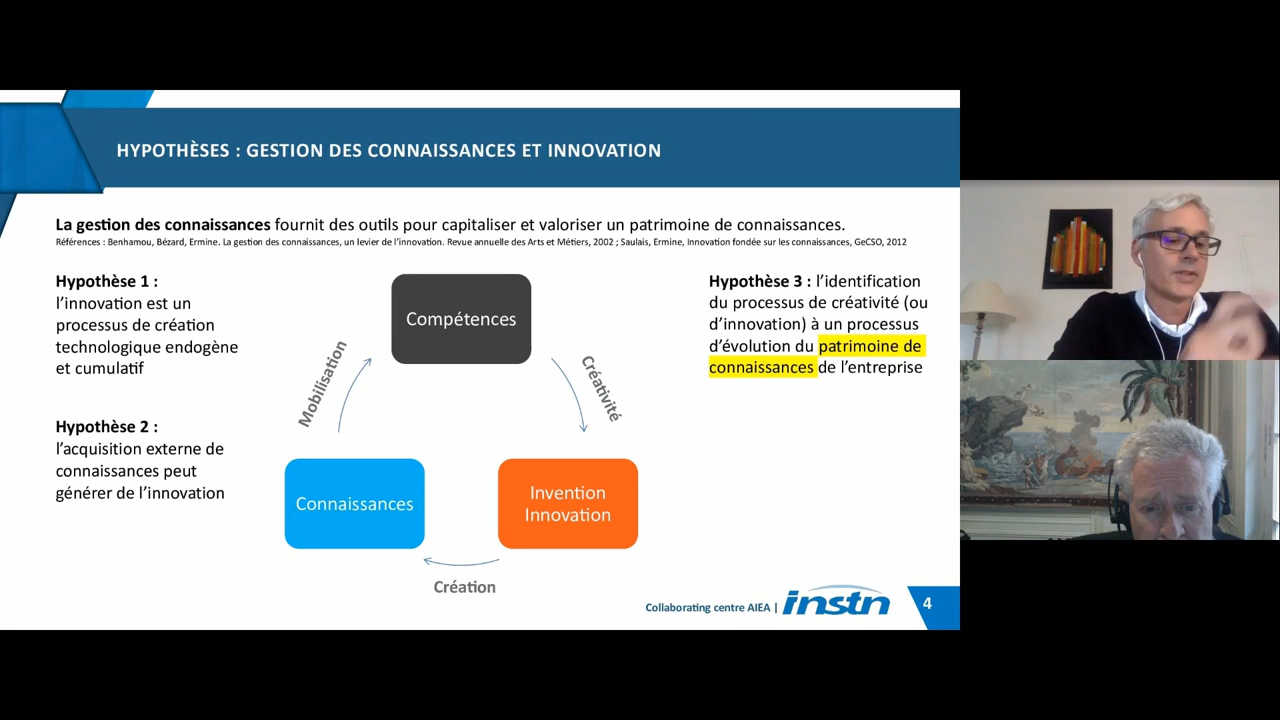 HYPOTHÈSES : GESTION DES CONNAISSANCES ET INNOVATION
La gestion des connaissances fournit des outils pour capitaliser et valoriser un patrimoine de connaissances.
Références : Benhamou, Bézard, Ermine. La gestion des connaissances, un levier de l’innovation. Revue annuelle des Arts et Métiers, 2002 ; Saulais, Ermine, Innovation fondée sur les connaissances, GeCSO, 2012
Hypothèse 1 :
l’innovation est un
processus de création
technologique endogène
et cumulatif
Hypothèse 2 :
l’acquisition externe de
connaissances peut
générer de l’innovation
Compétences
Mobilisation
Créativité
Connaissances
Invention
Innovation
Création
Hypothèse 3 : l’identification
du processus de créativité (ou
d’innovation) à un processus
d’évolution du patrimoine de
connaissances de l’entreprise
Collaborating centre AIEA | instn
4